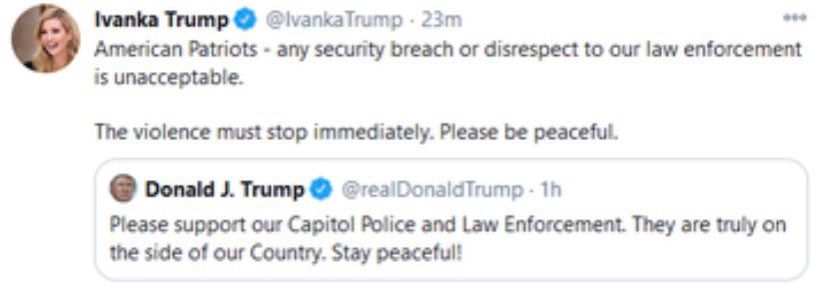 Ivanka Trump @IvankaTrump · 23m
American Patriots - any security breach or disrespect to our law enforcement
is unacceptable.
The violence must stop immediately. Please be peaceful.
Donald J. Trump @realDonaldTrump · 1h
Please support our Capitol Police and Law Enforcement. They are truly on
the side of our Country. Stay peaceful!